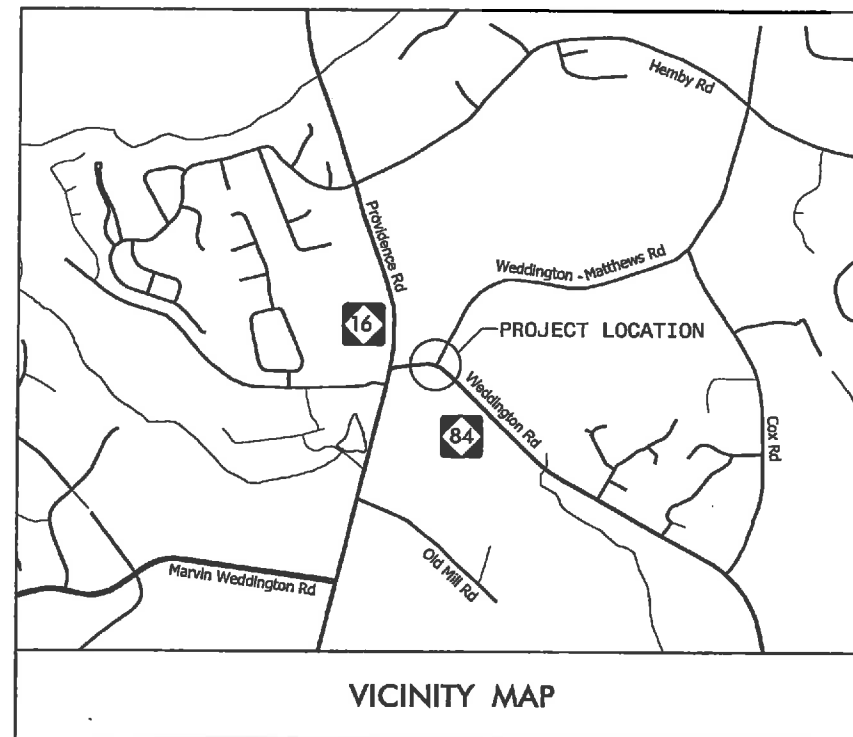 Hemby Rd
Providence Rd
Weddington - Matthews Rd
16
PROJECT LOCATION
Weddington Rd
84
Cox Rd
Old Mill Rd
Marvin Weddington Rd
VICINITY MAP